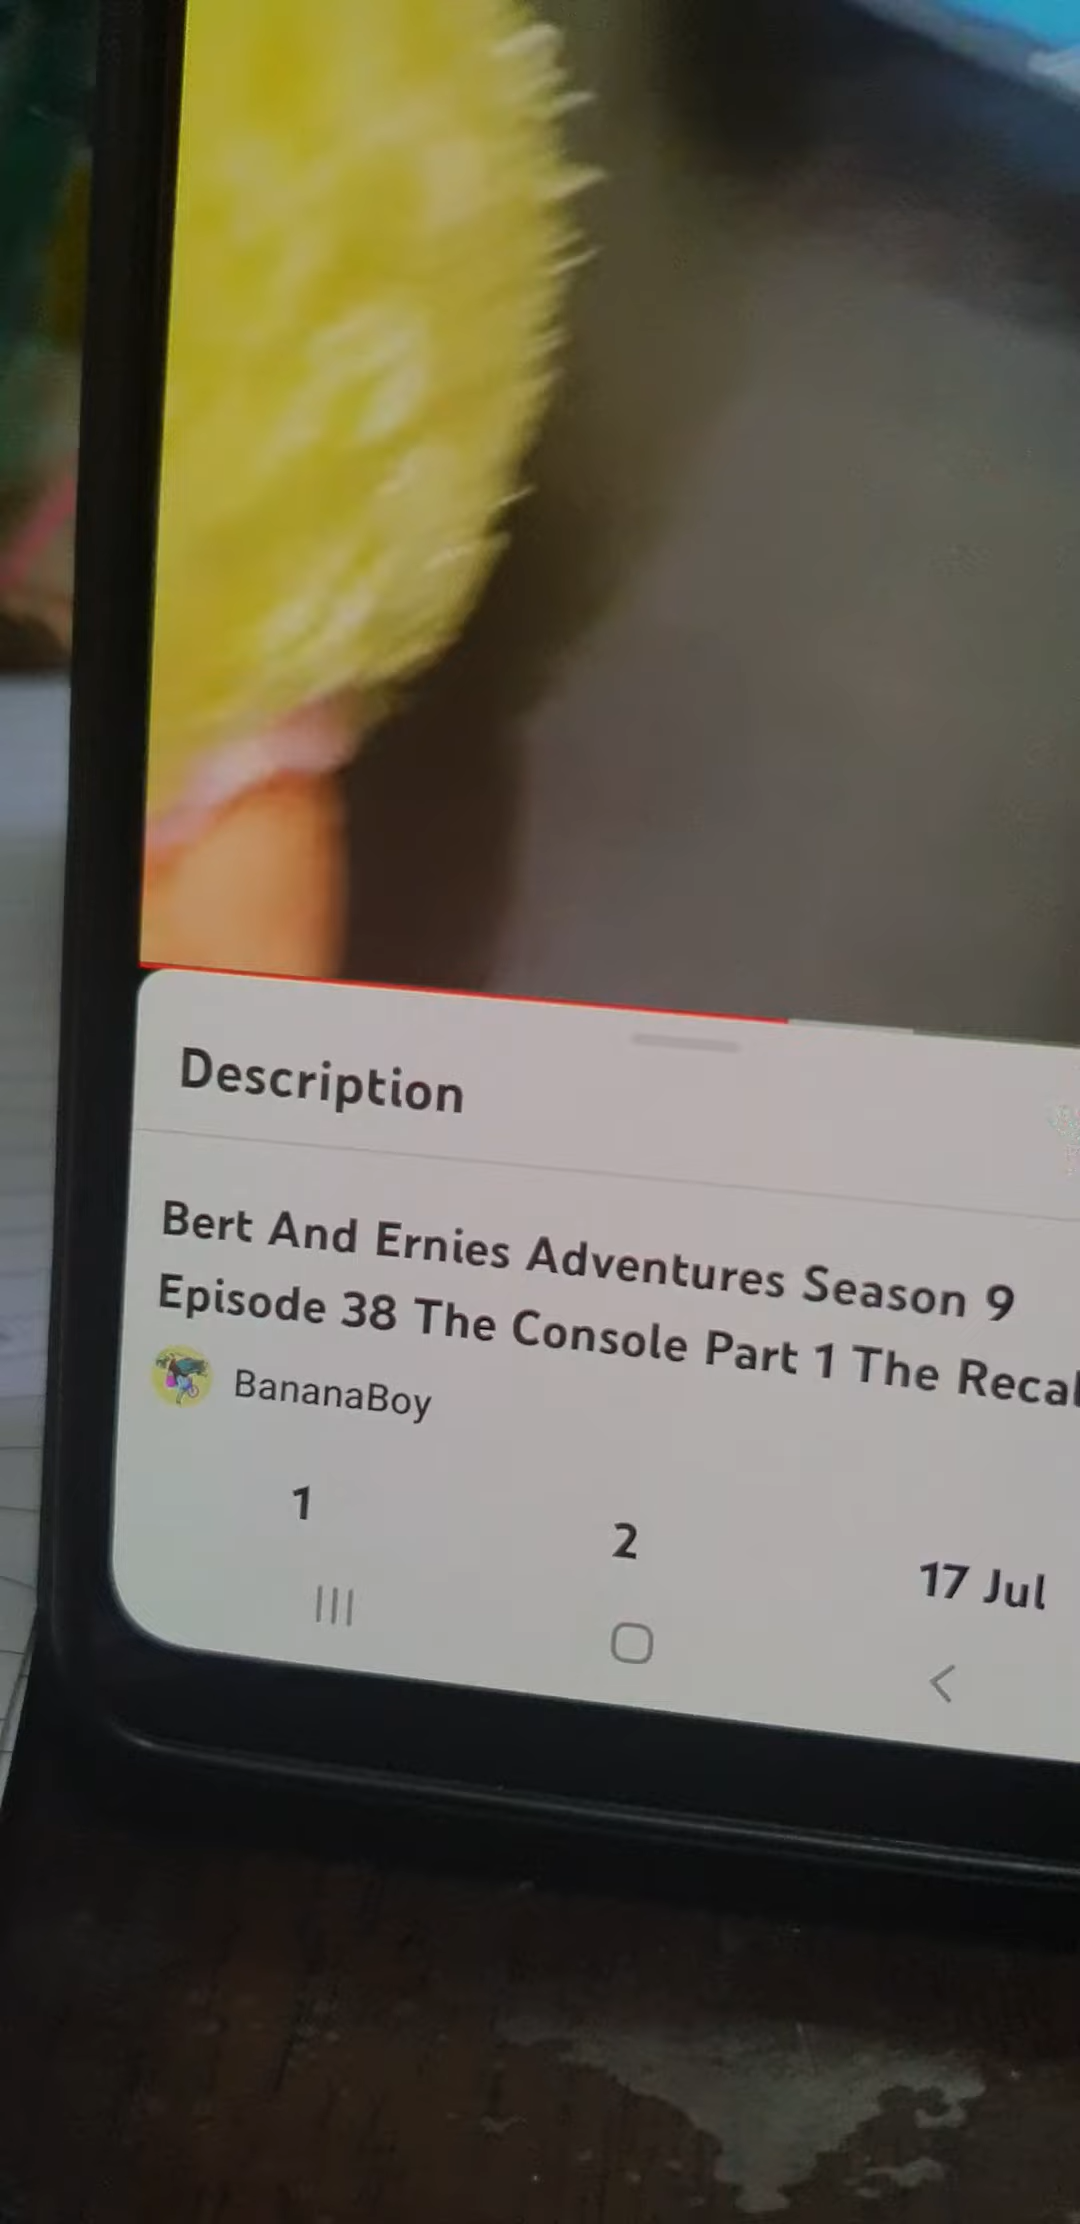 Description
Bert And Ernies Adventures Season 9
Episode 38 The Console Part 1 The
BananaBoy
1
2
17 Jul